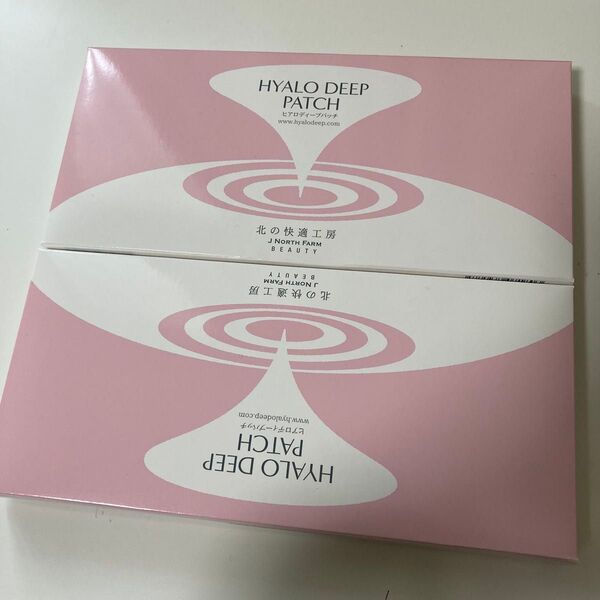 HYALO DEEP
PATCH
ヒアロディープパッチ
www.hyalodeep.com
北の快適工房
J NORTH FARM
BEAUTY
HYALO DEEP
PATCH
ヒアロディープパッチ
www.hyalodeep.com
北の快適工房
J NORTH FARM
BEAUTY